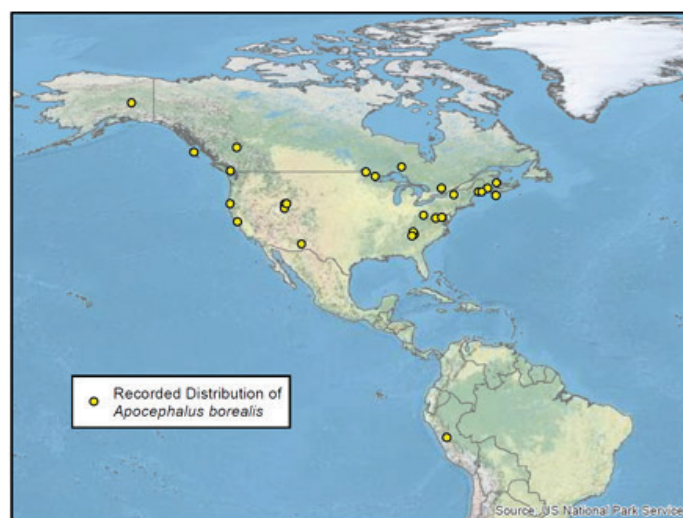 Recorded Distribution of
Apocephalus borealis
Source: US National Park Service